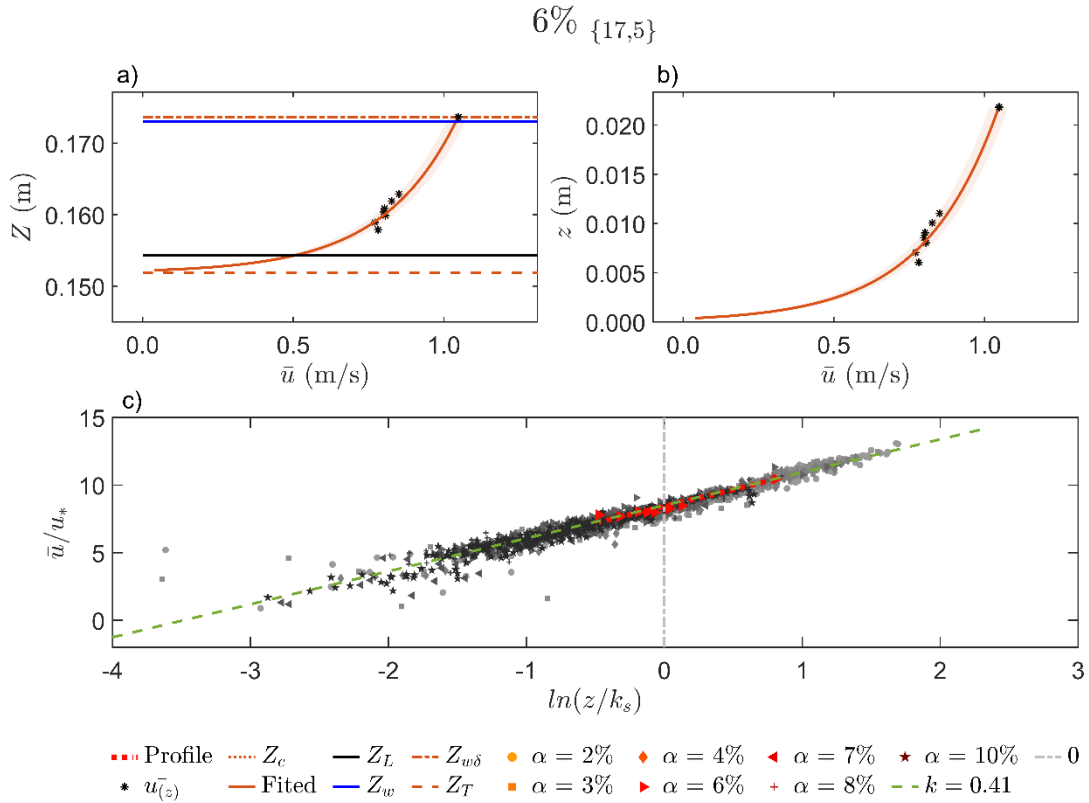 6% {17,5}
a)
0.170
0.160
0.150
Z (m)
0.0 0.5 1.0
ū (m/s)
b)
0.020
0.015
0.010
0.005
0.000
z (m)
0.0 0.5 1.0
ū (m/s)
c)
15
10
5
0
ū/u*
-4 -3 -2 -1 0 1 2 3
ln(z/ks)
Profile Zc ZL Zwδ α = 2% α = 4% α = 7% α = 10% 0
ū(z) Fited Zw ZT α = 3% α = 6% α = 8% k = 0.41